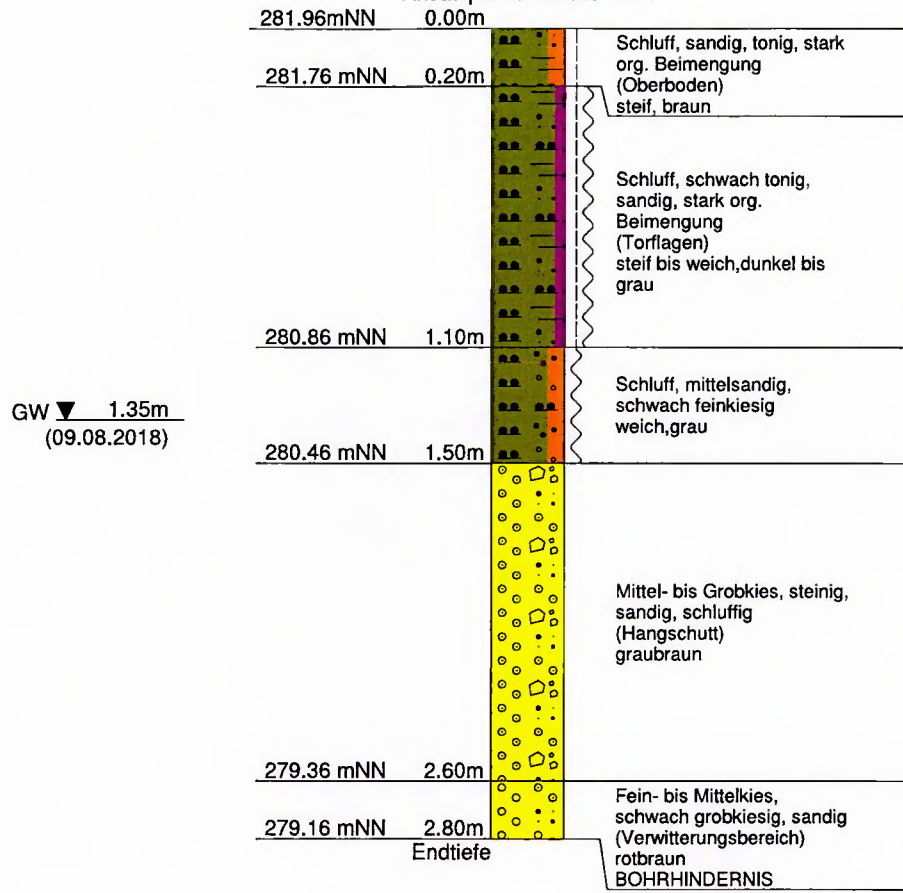 281.96mNN 0.00m
Schluff, sandig, tonig, stark
org. Beimengung
(Oberboden)
steif, braun
281.76 mNN 0.20m
Schluff, schwach tonig,
sandig, stark org.
Beimengung
(Torflagen)
steif bis weich,dunkel bis
grau
280.86 mNN 1.10m
Schluff, mittelsandig,
schwach feinkiesig
weich,grau
GW 1.35m
(09.08.2018)
280.46 mNN 1.50m
Mittel- bis Grobkies, steinig,
sandig, schluffig
(Hangschutt)
graubraun
279.36 mNN 2.60m
Fein- bis Mittelkies,
schwach grobkiesig, sandig
(Verwitterungsbereich)
rotbraun
BOHRHINDERNIS
279.16 mNN 2.80m
Endtiefe